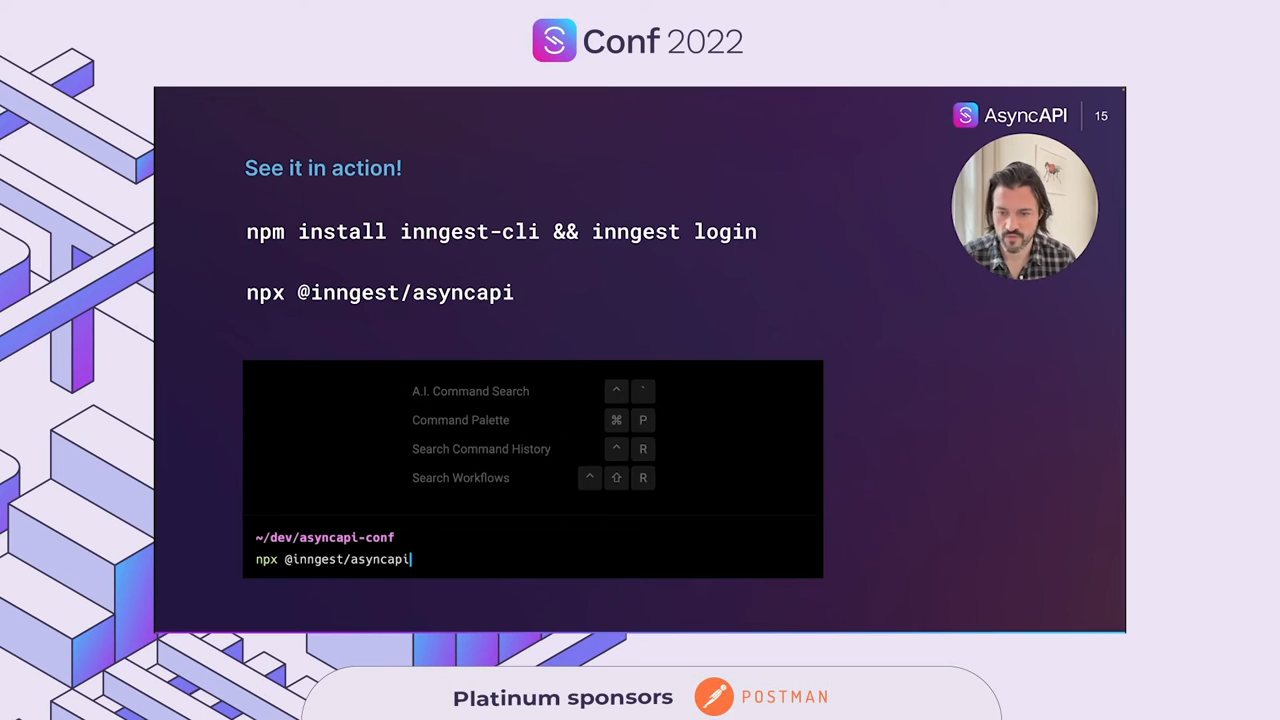 Conf 2022
AsyncAPI 15
See it in action!
npm install inngest-cli && inngest login
npx @inngest/asyncapi
A.I. Command Search ^ `
Command Palette ⌘ P
Search Command History ^ R
Search Workflows ^ ⇧ R
~/dev/asyncapi-conf
npx @inngest/asyncapi
Platinum sponsors POSTMAN